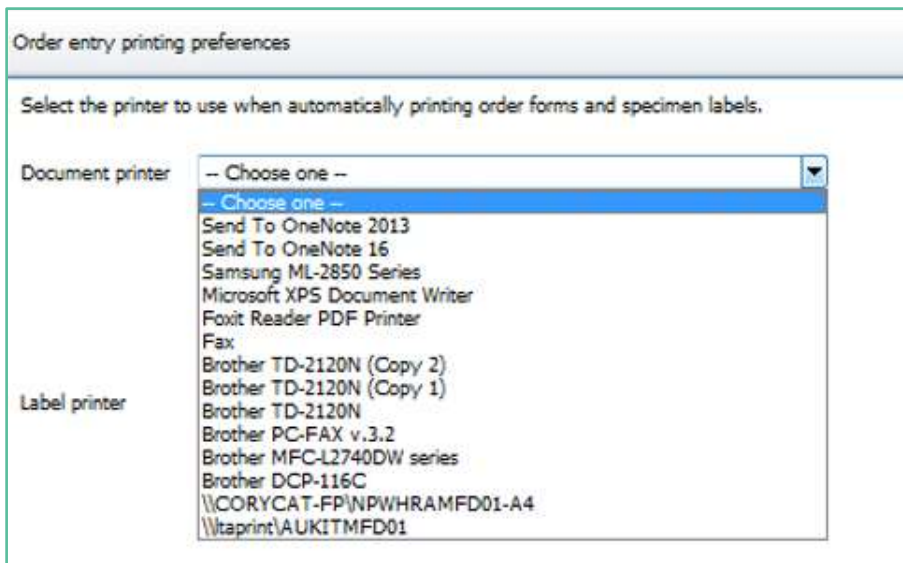 Order entry printing preferences
Select the printer to use when automatically printing order forms and specimen labels.
Document printer
-- Choose one --
-- Choose one --
Send To OneNote 2013
Send To OneNote 16
Samsung ML-2850 Series
Microsoft XPS Document Writer
Foxit Reader PDF Printer
Fax
Brother TD-2120N (Copy 2)
Brother TD-2120N (Copy 1)
Label printer
Brother TD-2120N
Brother PC-FAX v.3.2
Brother MFC-L2740DW series
Brother DCP-116C
\\CORYCAT-FP\NPWHRAMFD01-A4
\\ltaprint\AUKITMFD01